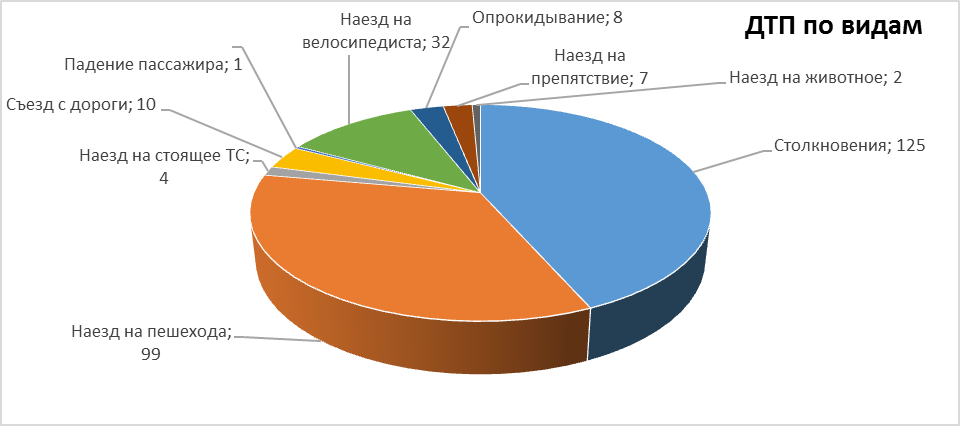 ДТП по видам
Наезд на
велосипедиста; 32
Опрокидывание; 8
Наезд на
препятствие; 7
Наезд на животное; 2
Падение пассажира; 1
Съезд с дороги; 10
Столкновения; 125
Наезд на стоящее ТС;
4
Наезд на пешехода;
99